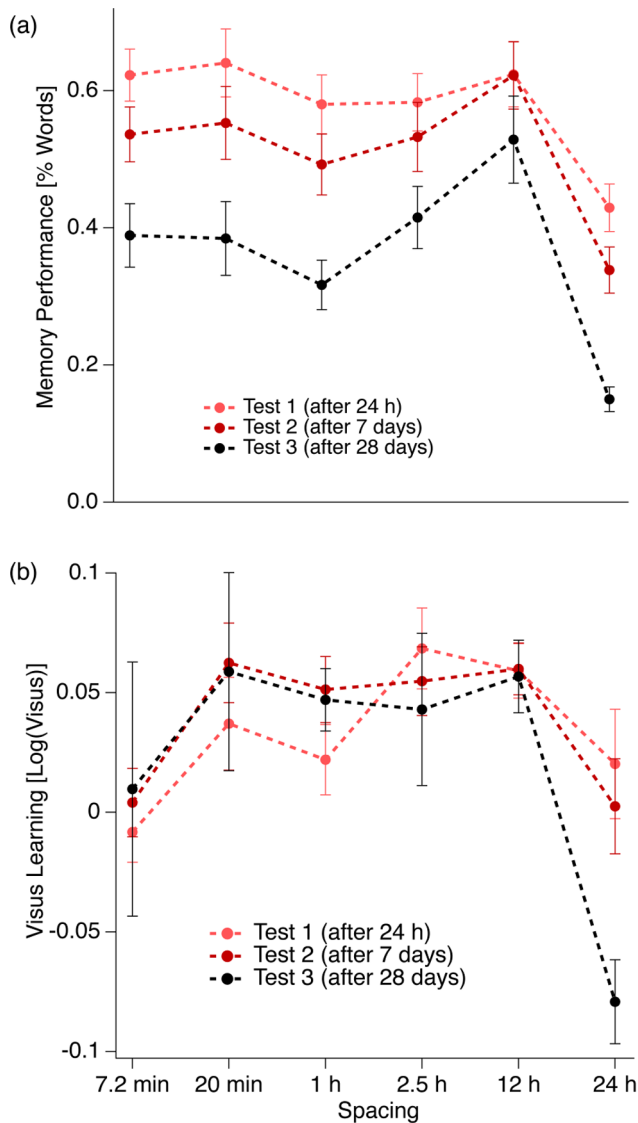 (a)
Memory Performance [% Words]
0.6
0.4
0.2
0.0
Test 1 (after 24 h)
Test 2 (after 7 days)
Test 3 (after 28 days)
(b)
Visus Learning [Log(Visus)]
0.1
0.05
0
-0.05
-0.1
Test 1 (after 24 h)
Test 2 (after 7 days)
Test 3 (after 28 days)
7.2 min 20 min 1 h 2.5 h 12 h 24 h
Spacing